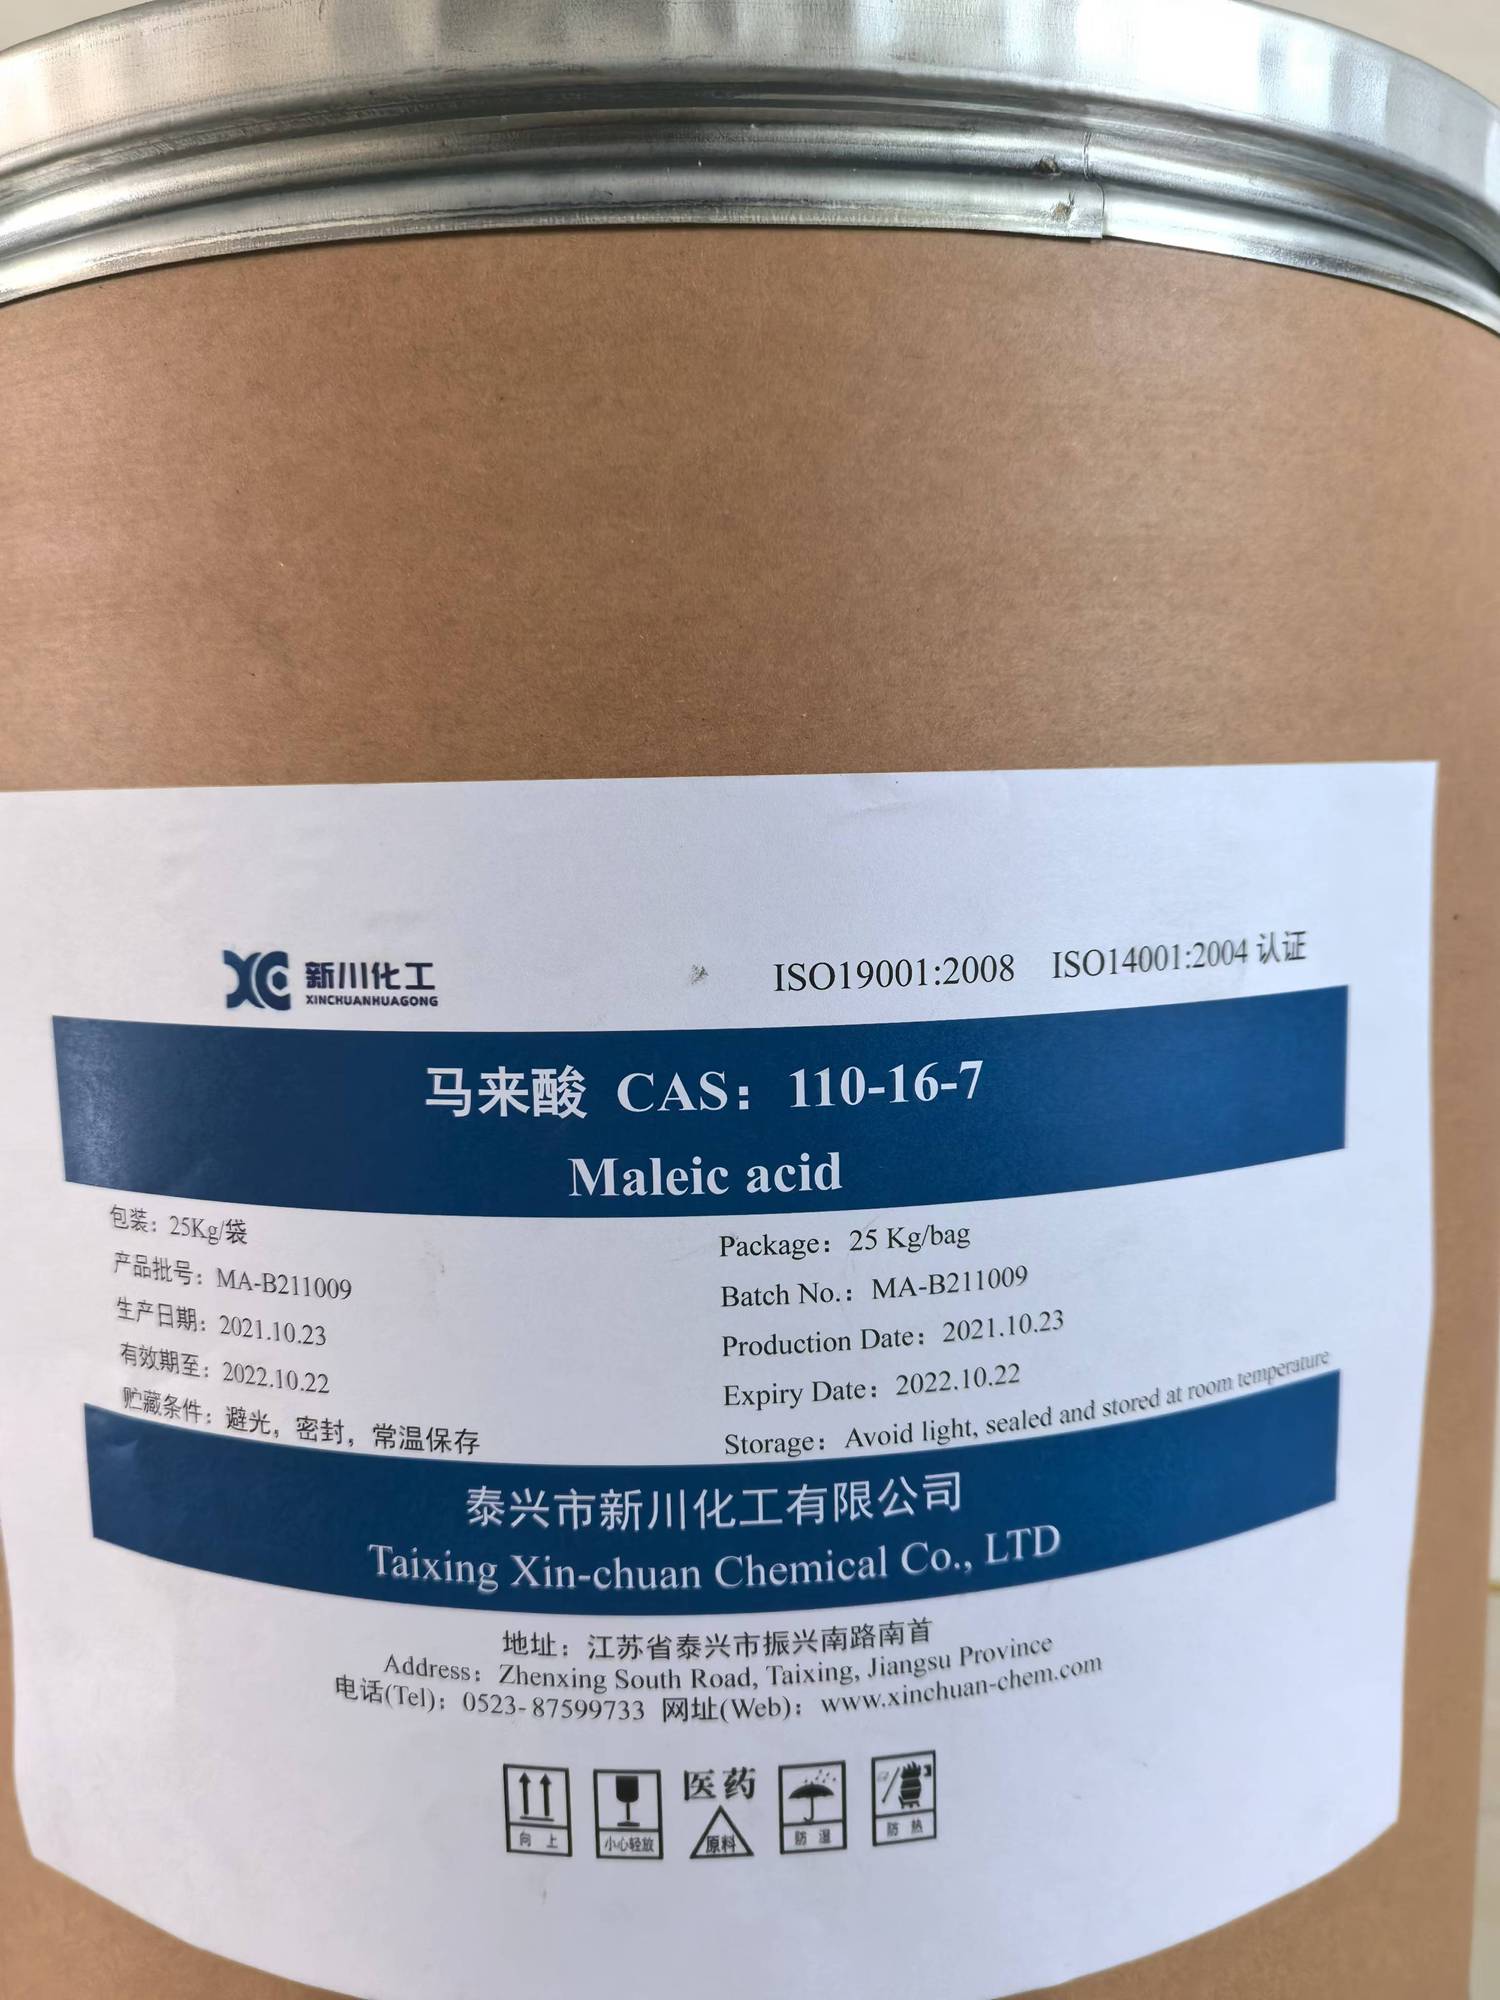 新川化工
XINCHUANHUAGONG
ISO19001:2008 ISO14001:2004 认证
马来酸 CAS：110-16-7
Maleic acid
包装：25Kg/袋
产品批号：MA-B211009
生产日期：2021.10.23
有效期至：2022.10.22
贮藏条件：避光，密封，常温保存
Package：25 Kg/bag
Batch No.：MA-B211009
Production Date：2021.10.23
Expiry Date：2022.10.22
Storage：Avoid light, sealed and stored at room temperature
泰兴市新川化工有限公司
Taixing Xin-chuan Chemical Co., LTD
地址：江苏省泰兴市振兴南路南首
Address：Zhenxing South Road, Taixing, Jiangsu Province
电话(Tel)：0523-87599733 网址(Web)：www.xinchuan-chem.com
医药
向上 小心轻放 原料 防湿 防热